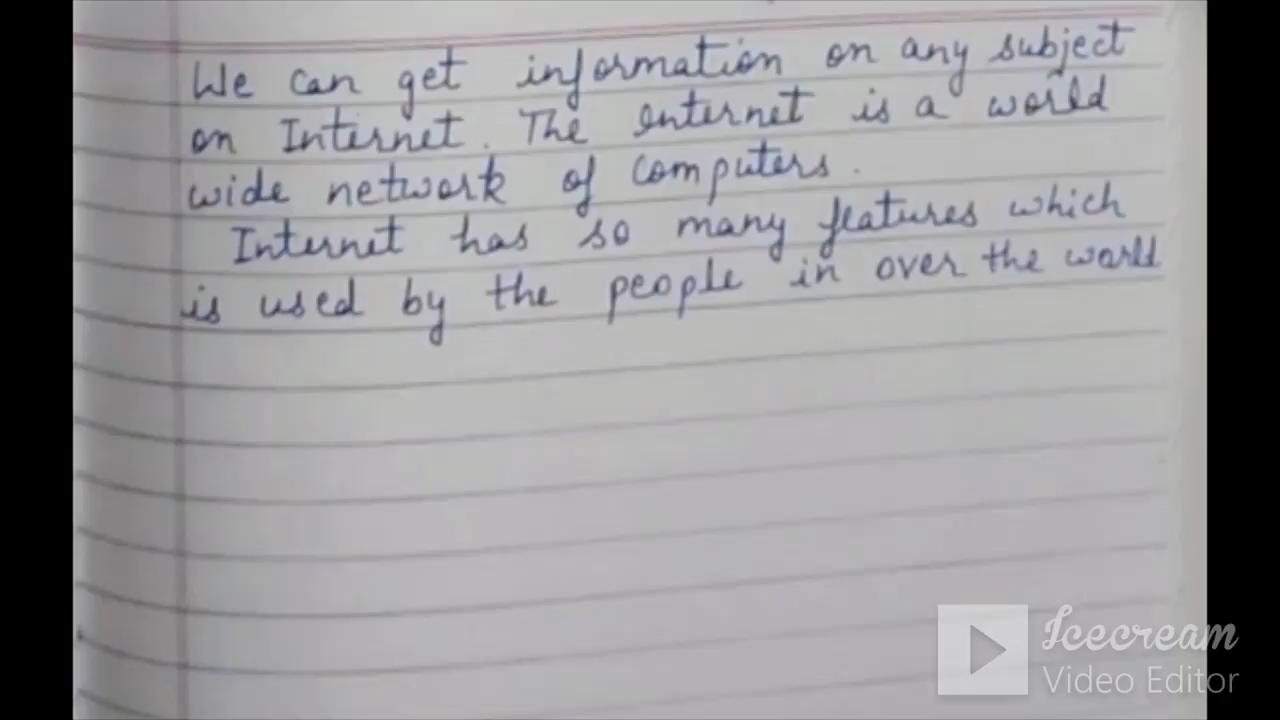 We can get information on any subject
on Internet. The Internet is a world
wide network of computers.
Internet has so many features which
is used by the people in over the world
Icecream
Video Editor